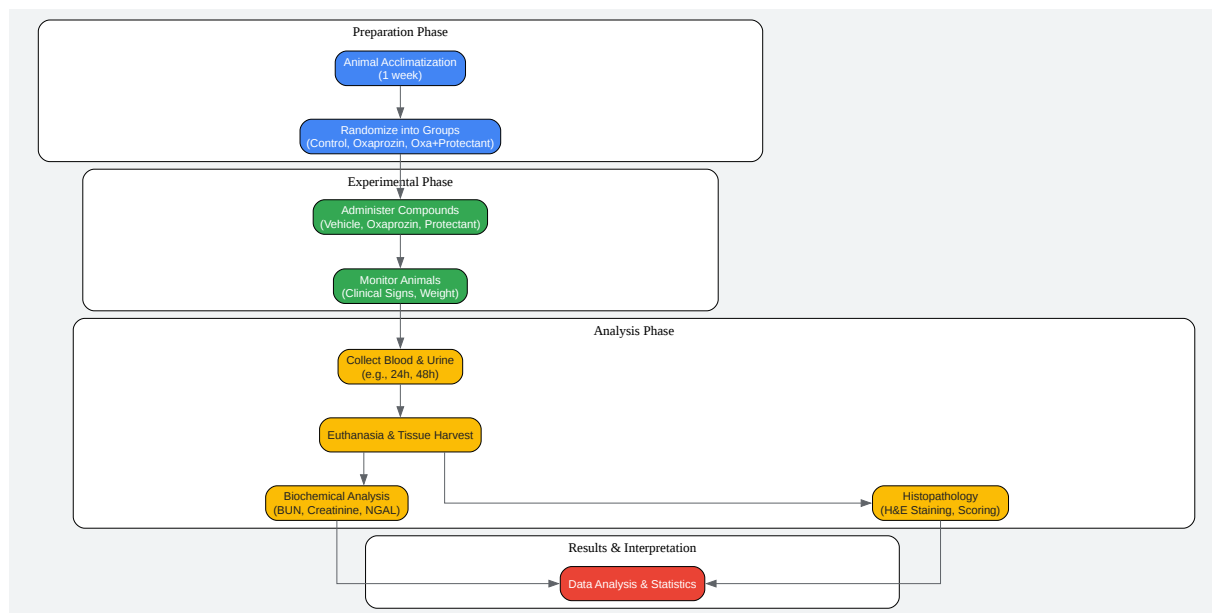 Preparation Phase
Animal Acclimatization
(1 week)
Randomize into Groups
(Control, Oxaprozin, Oxa+Protectant)
Experimental Phase
Administer Compounds
(Vehicle, Oxaprozin, Protectant)
Monitor Animals
(Clinical Signs, Weight)
Analysis Phase
Collect Blood & Urine
(e.g., 24h, 48h)
Euthanasia & Tissue Harvest
Biochemical Analysis
(BUN, Creatinine, NGAL)
Histopathology
(H&E Staining, Scoring)
Results & Interpretation
Data Analysis & Statistics